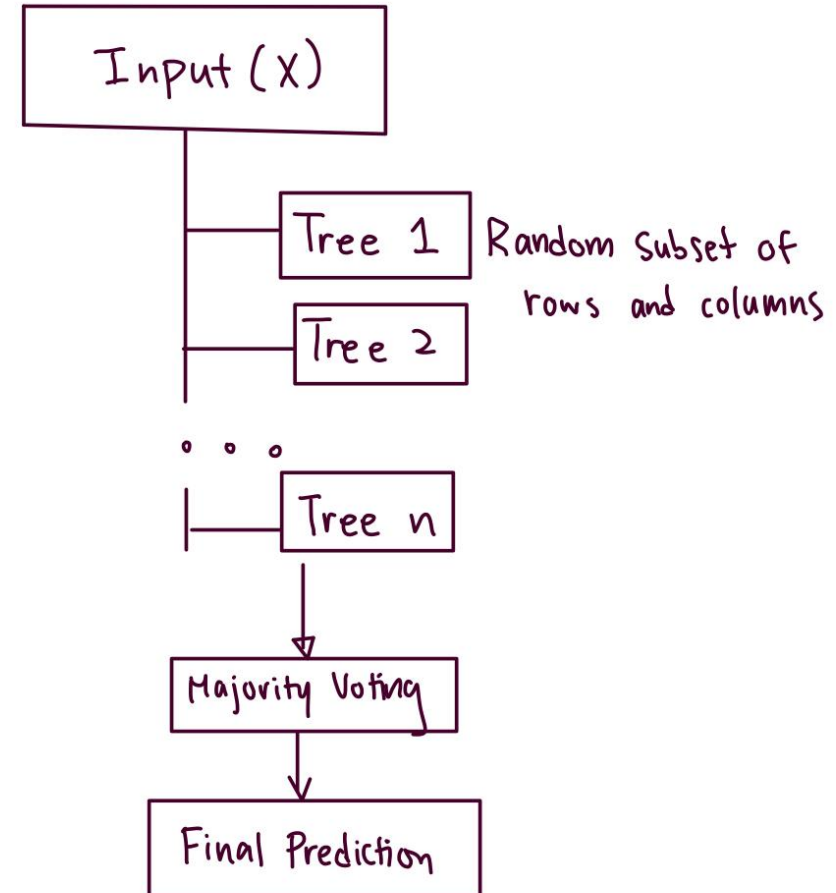 Input (X)
Tree 1
Random Subset of
rows and columns
Tree 2
Tree n
Majority Voting
Final Prediction